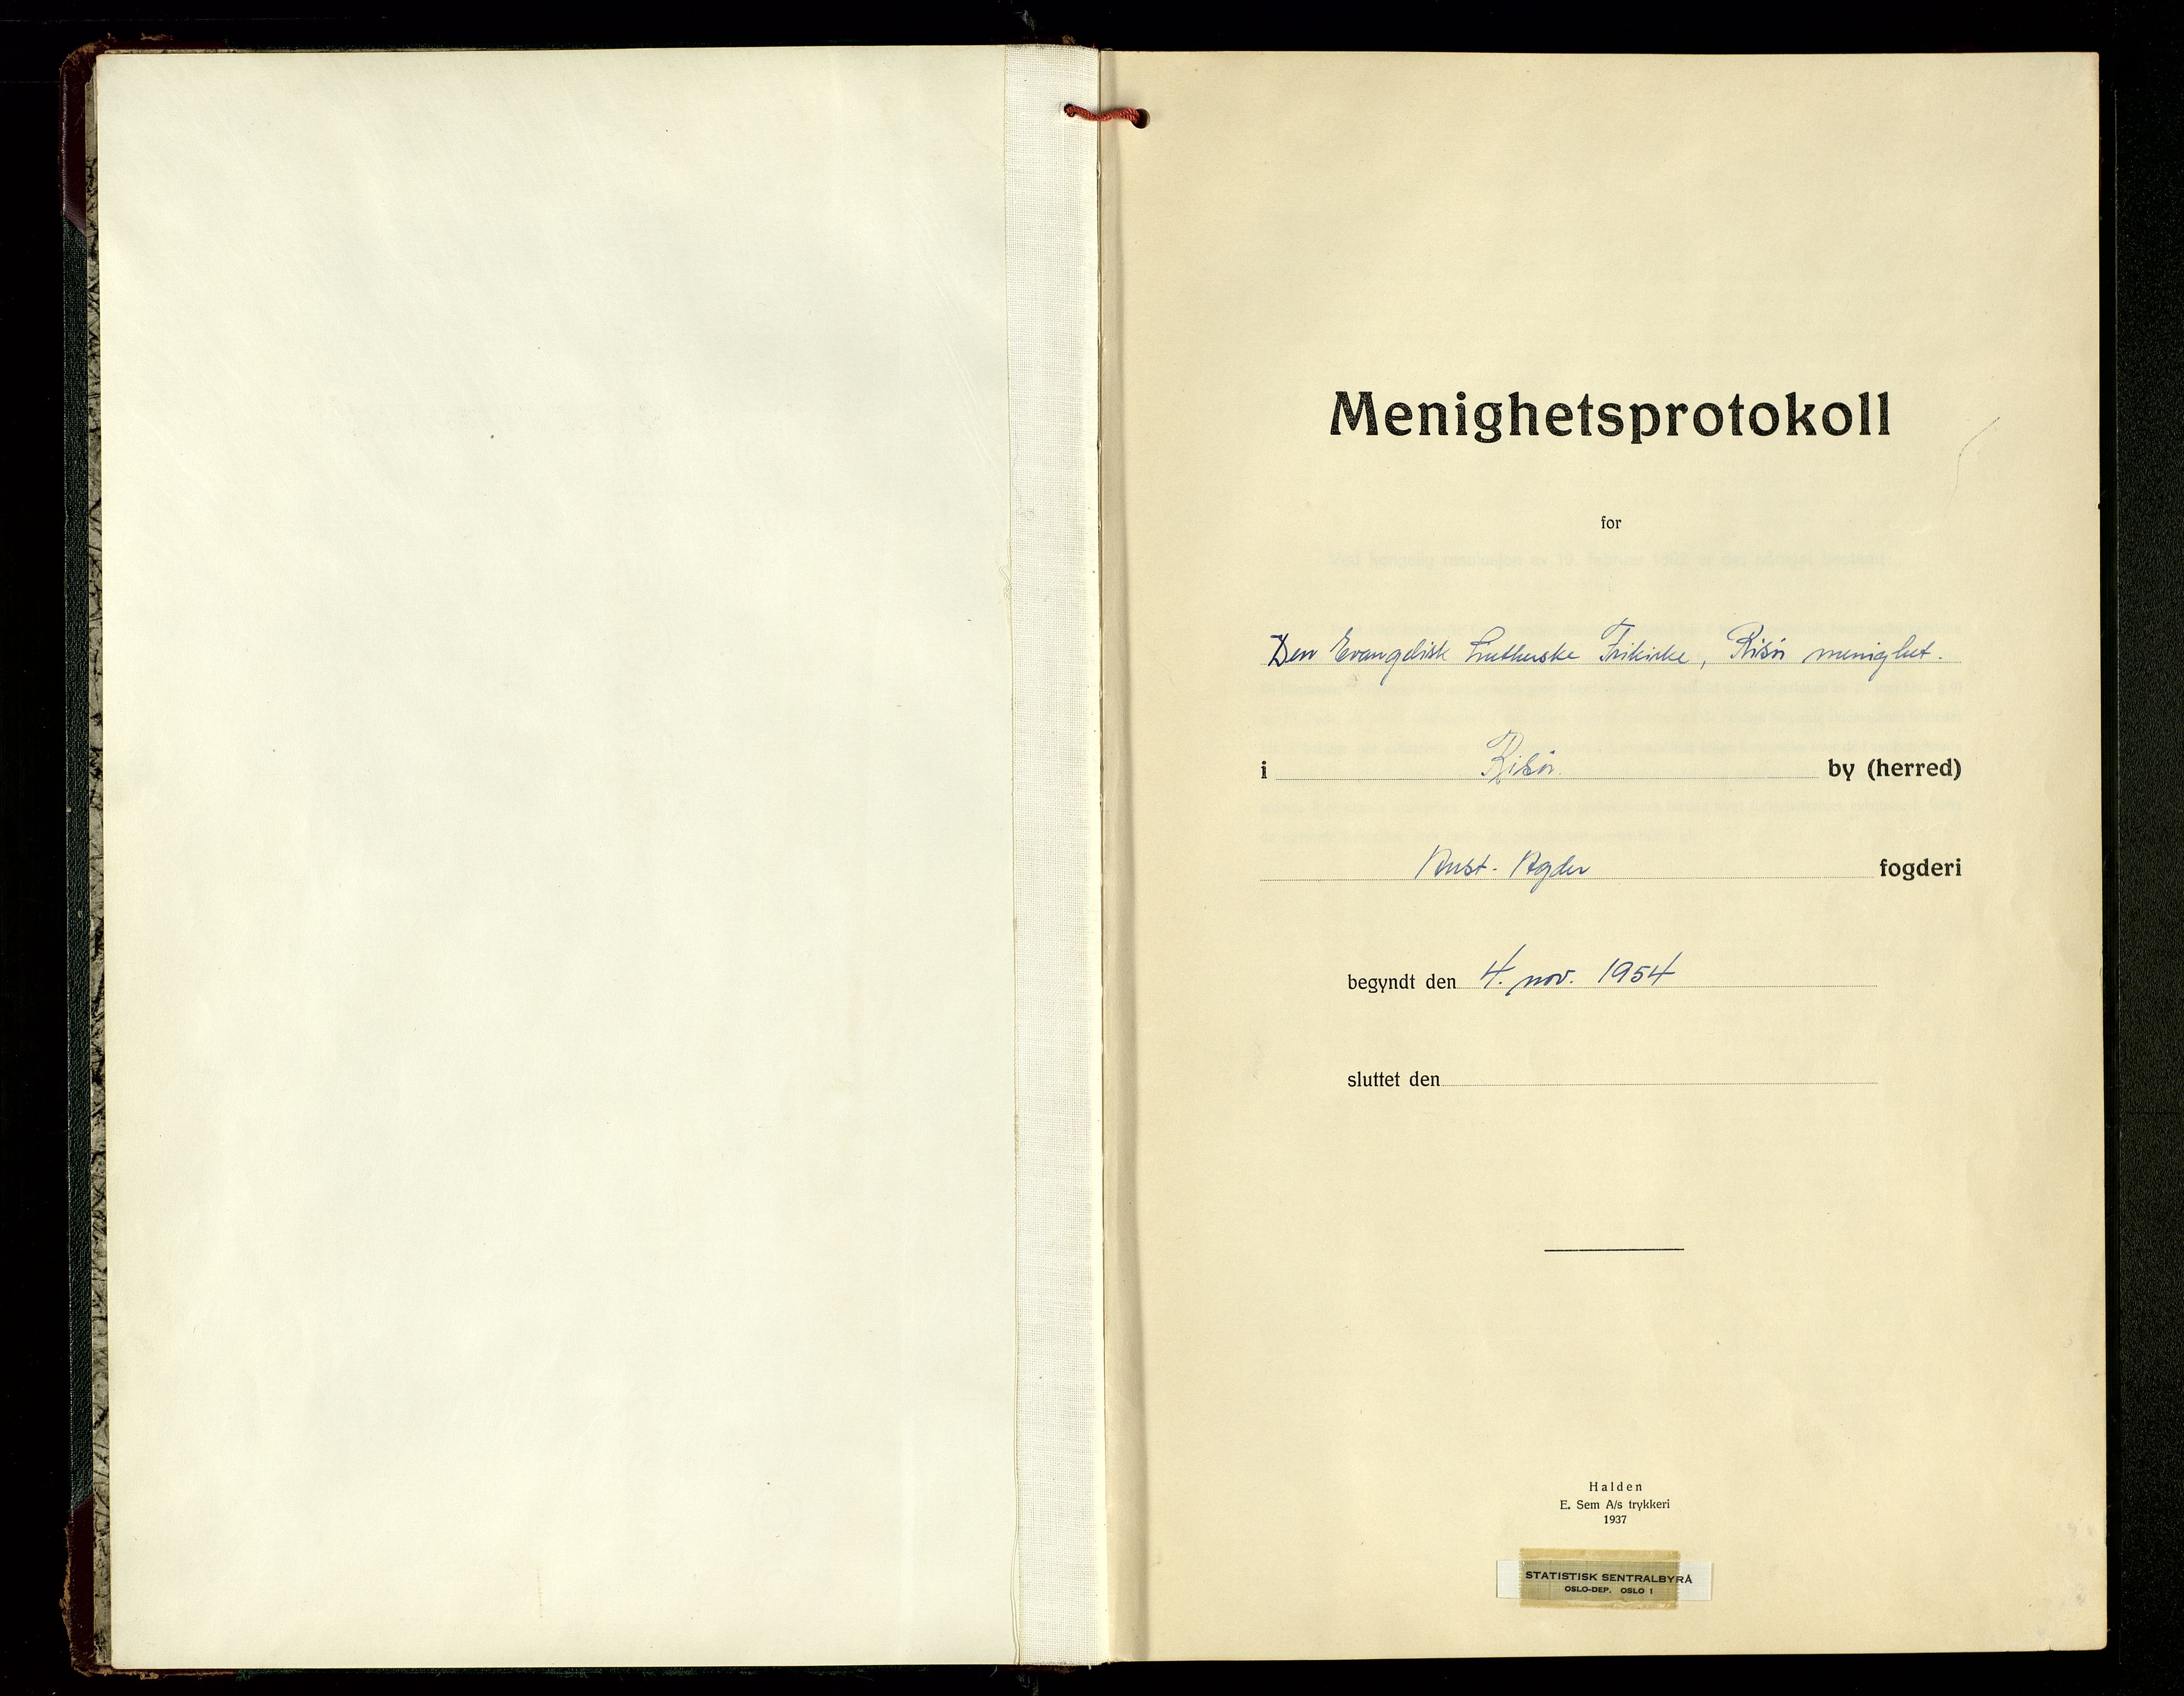 Menighetsprotokoll
for
Den Evangelisk Lutherske Frikirke, Risør menighet.
i Risør by (herred)
Aust-Agder fogderi
begyndt den 4. nov. 1954
sluttet den
Halden
E. Sem A/s trykkeri
1937
STATISTISK SENTRALBYRÅ
OSLO-DEP. OSLO 1